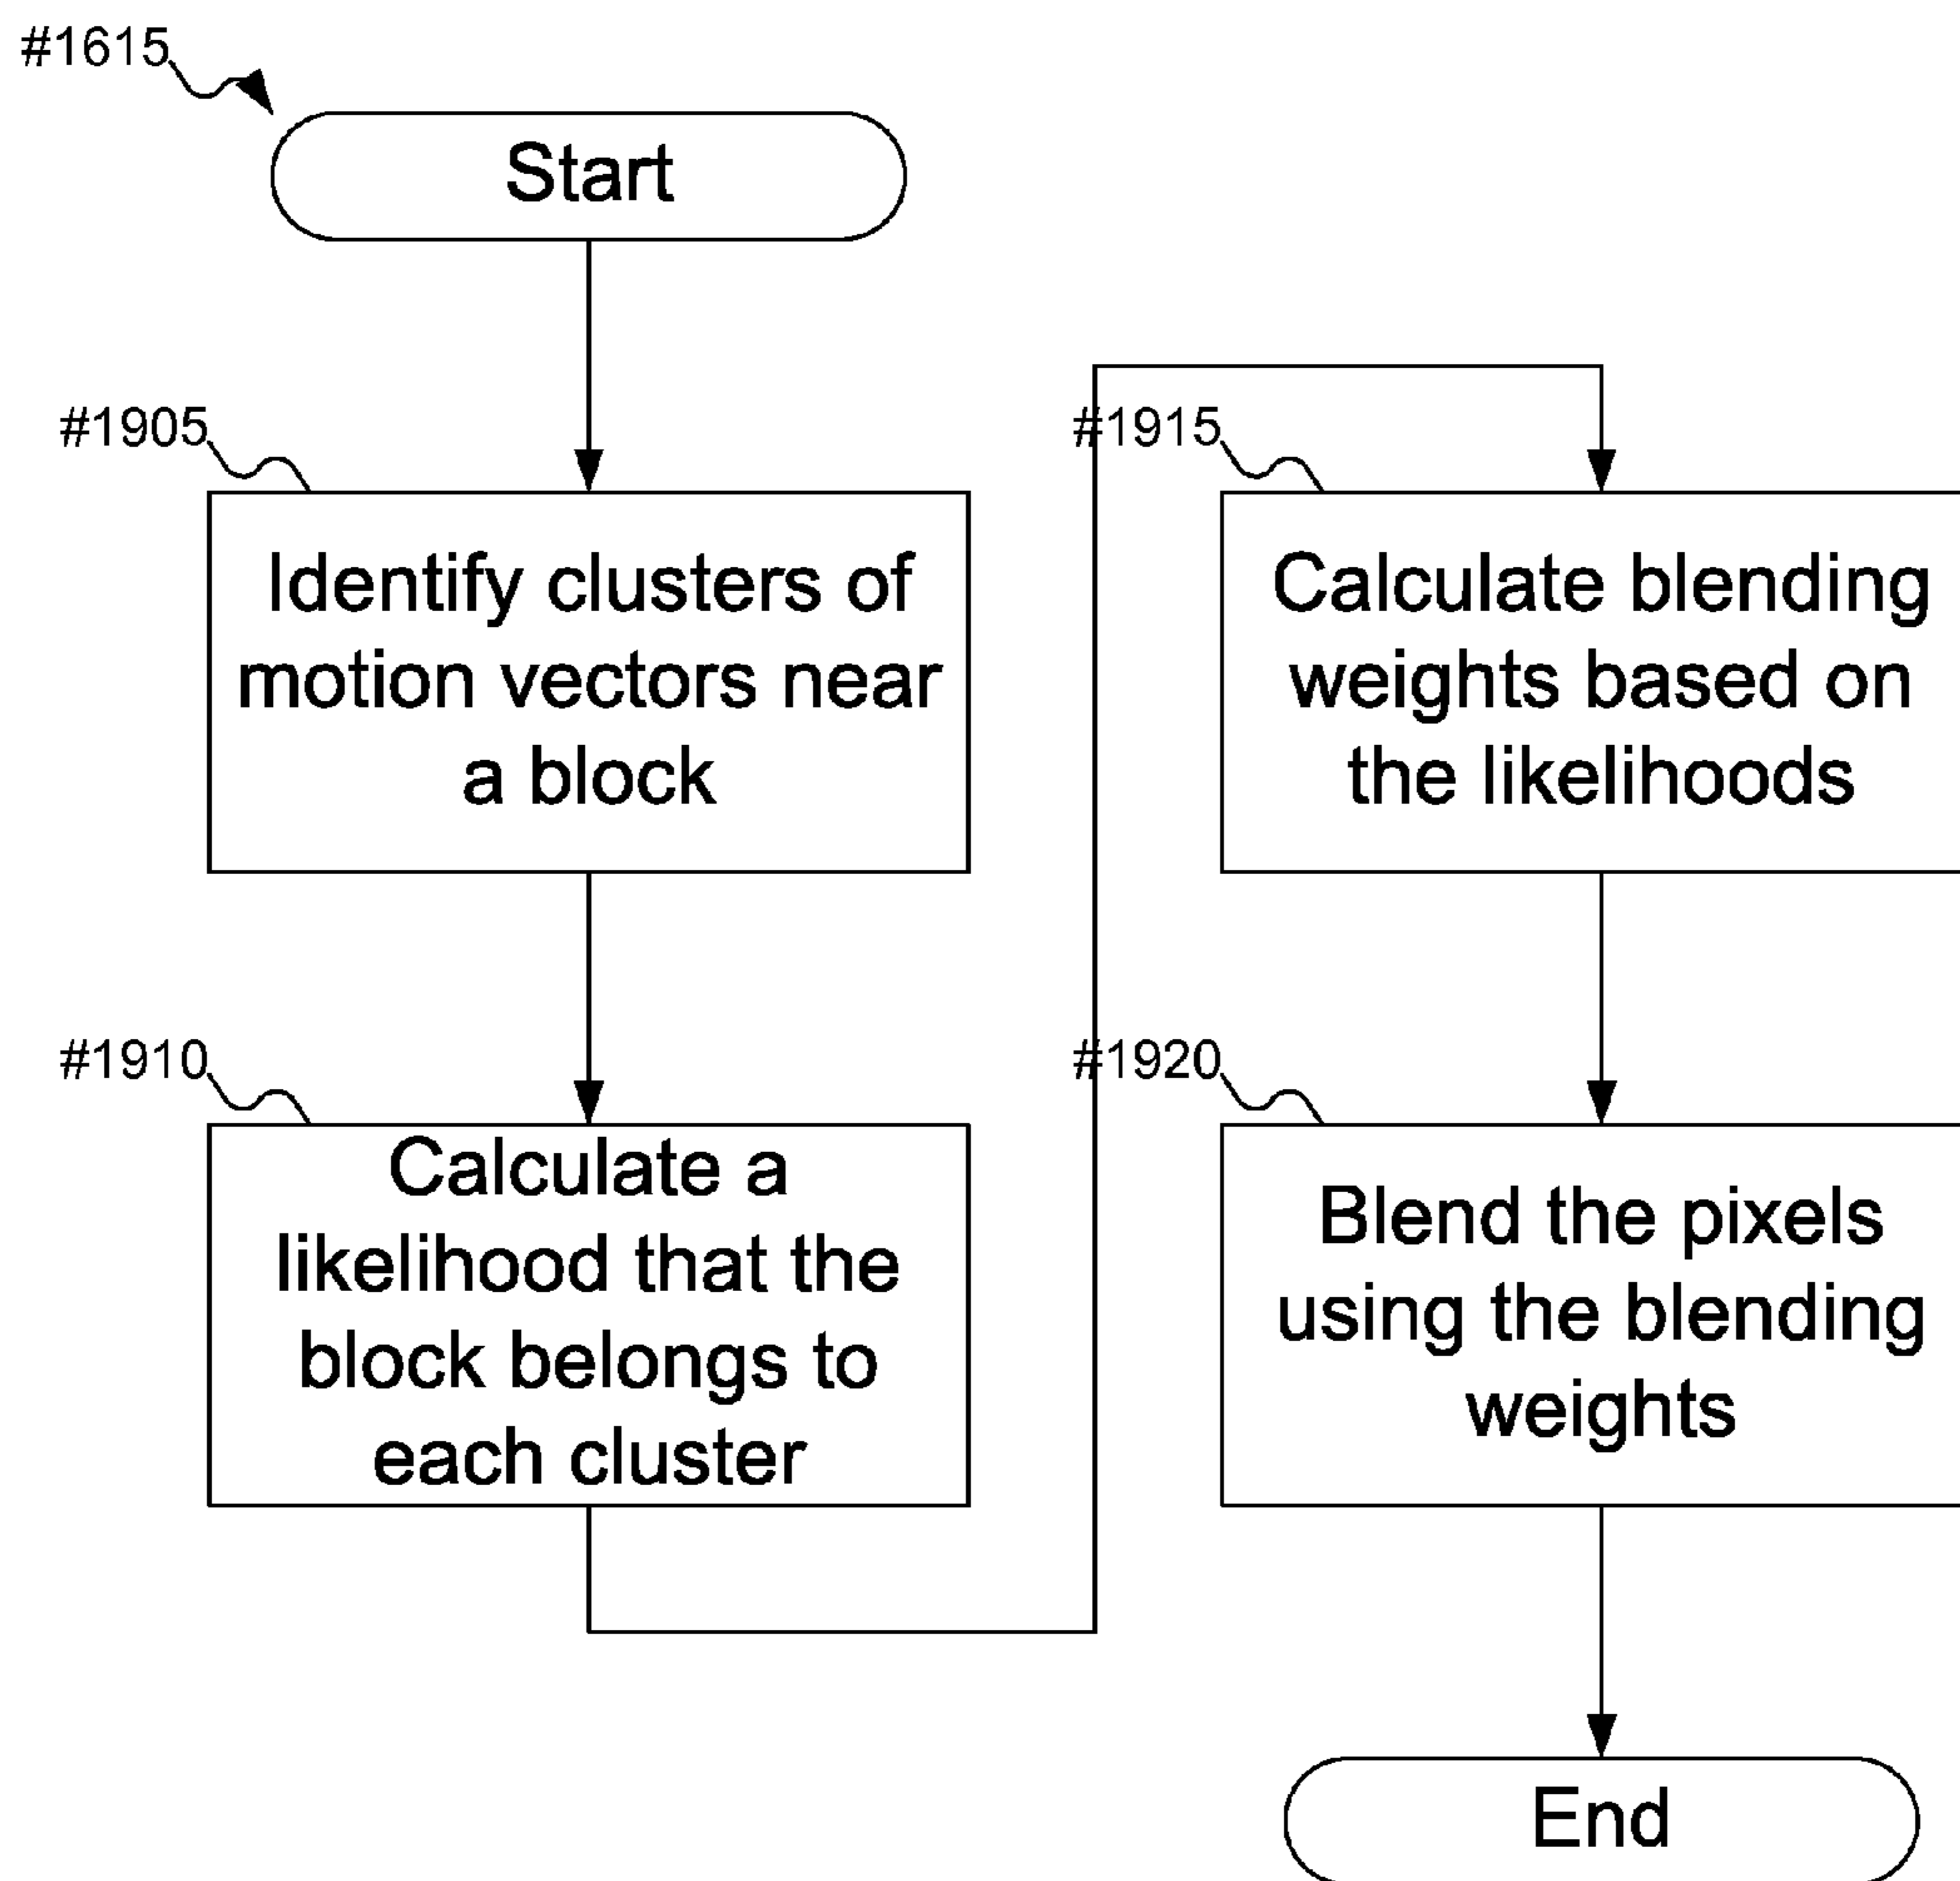 #1615
Start
#1905
Identify clusters of
motion vectors near
a block
#1910
Calculate a
likelihood that the
block belongs to
each cluster
#1915
Calculate blending
weights based on
the likelihoods
#1920
Blend the pixels
using the blending
weights
End